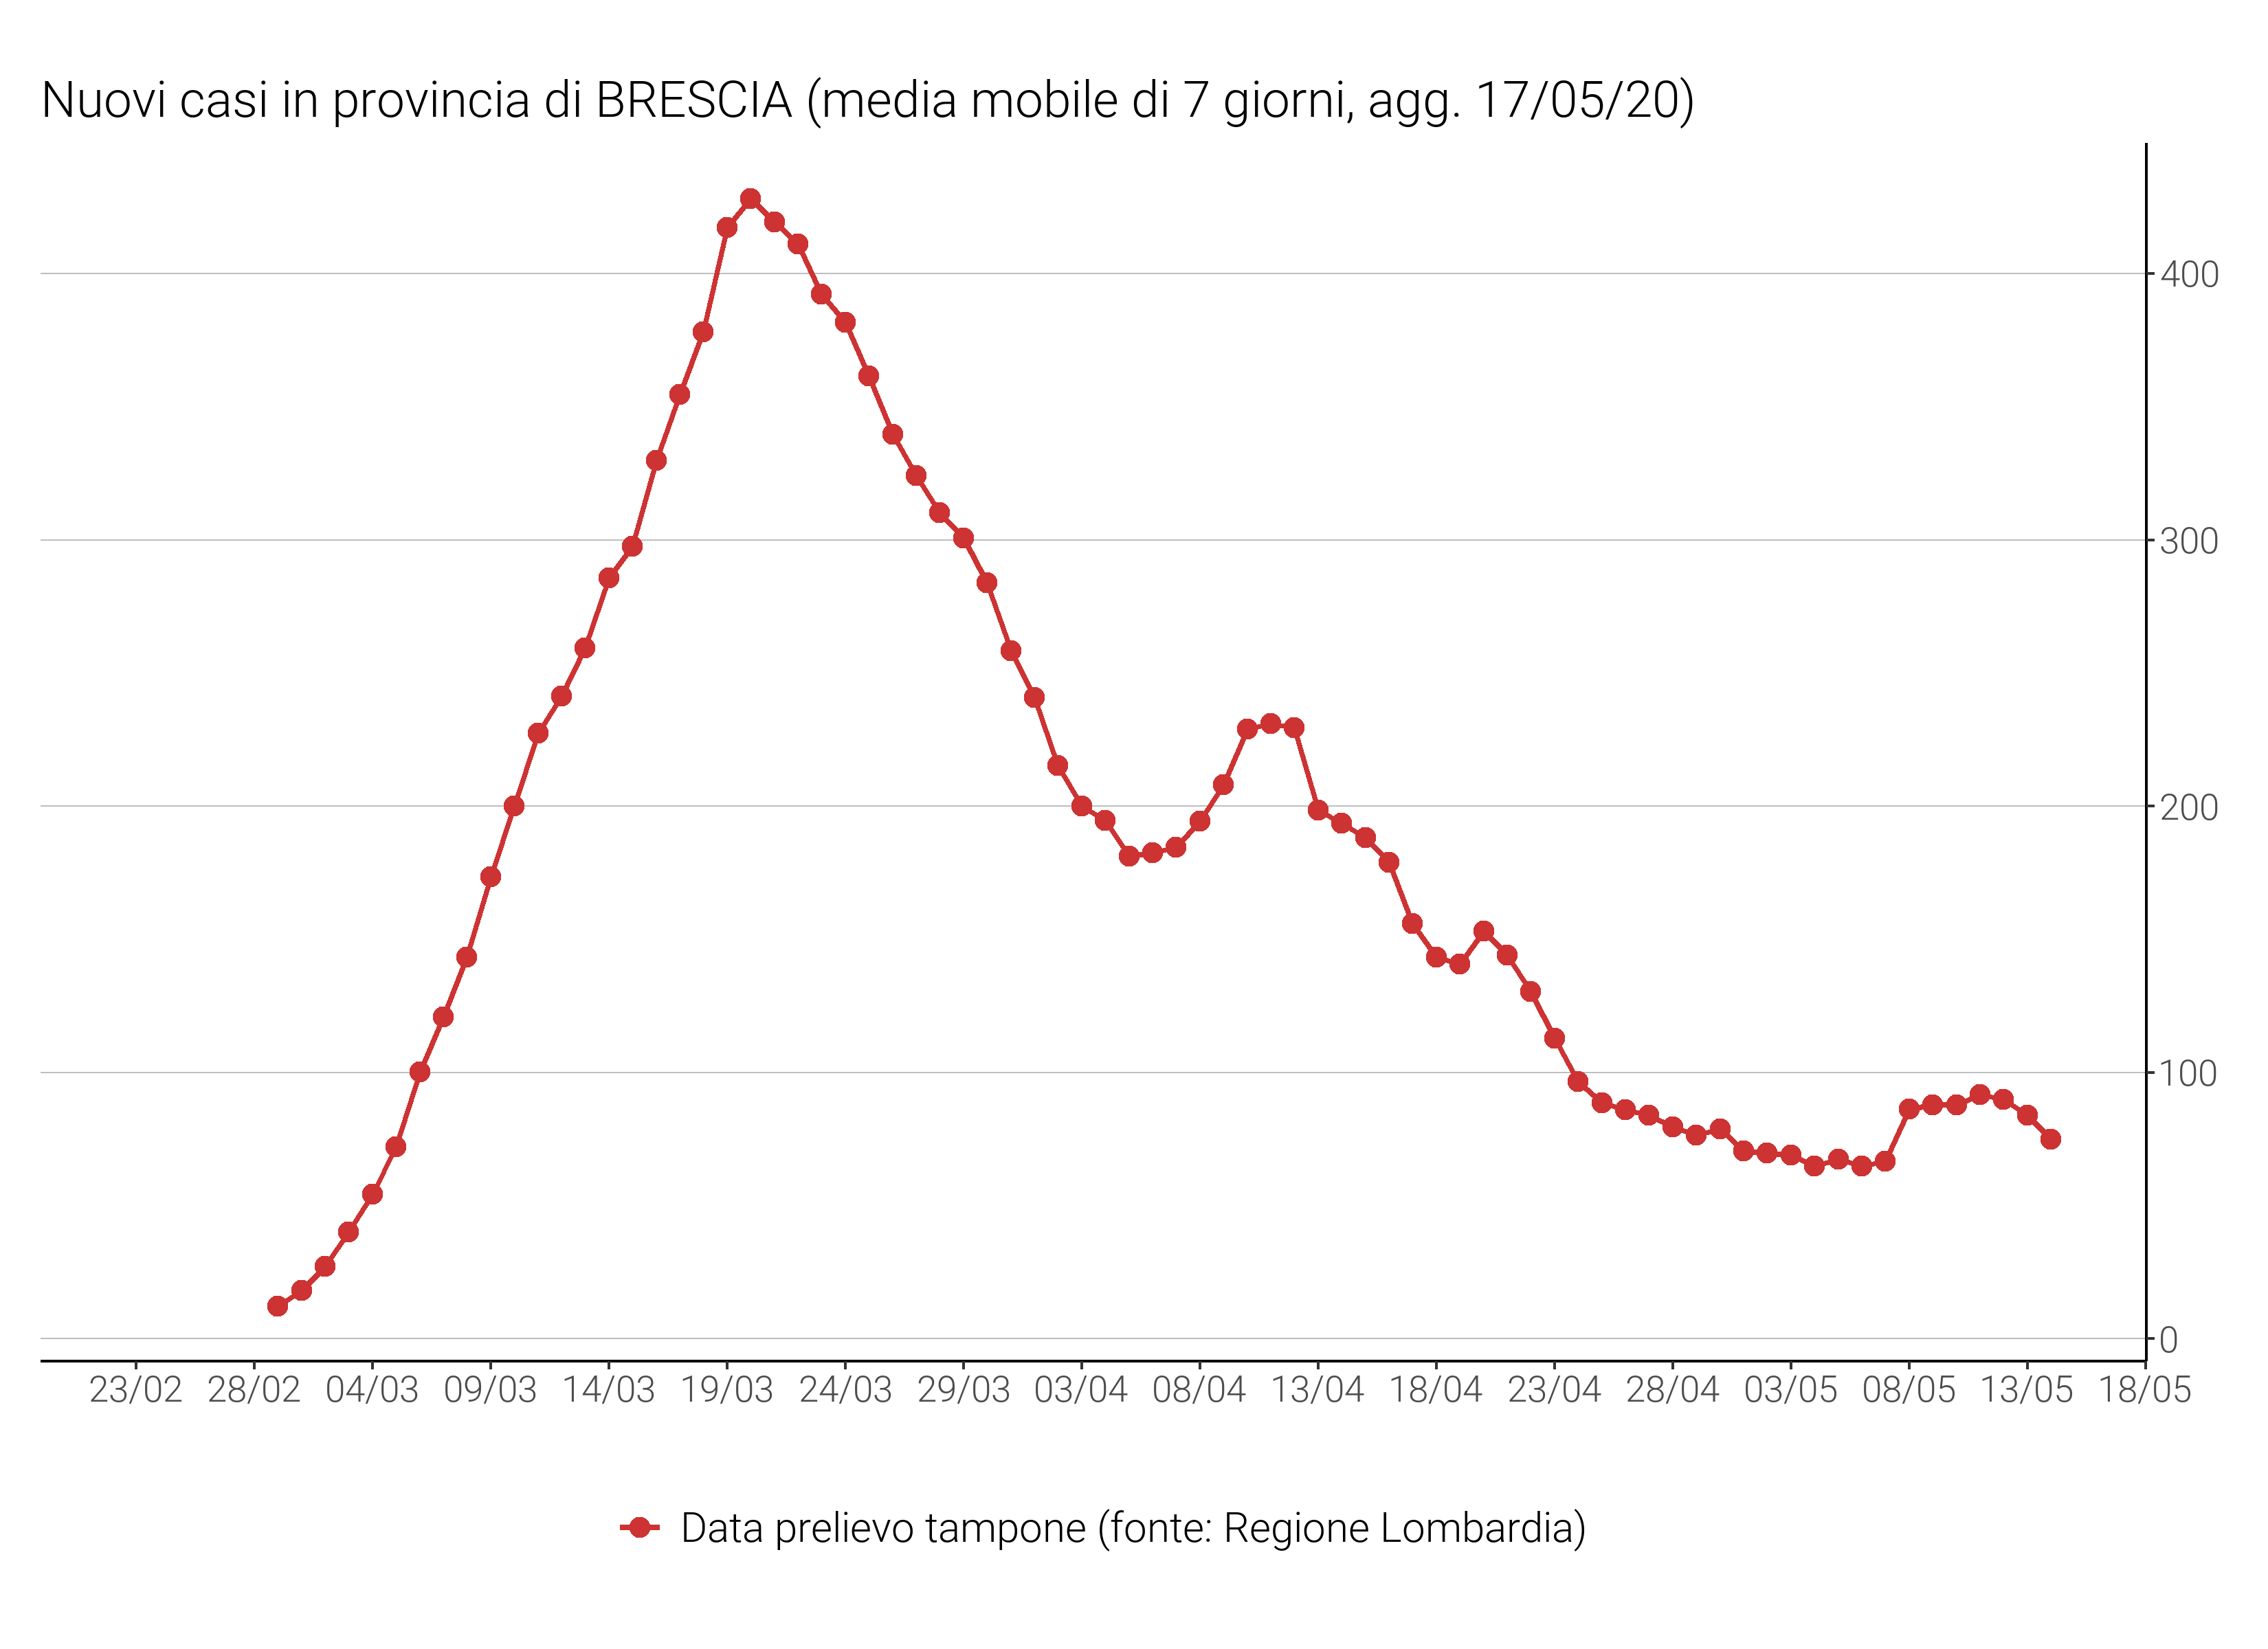 Nuovi casi in provincia di BRESCIA (media mobile di 7 giorni, agg. 17/05/20)
400
300
200
100
0
23/02 28/02 04/03 09/03 14/03 19/03 24/03 29/03 03/04 08/04 13/04 18/04 23/04 28/04 03/05 08/05 13/05 18/05
Data prelievo tampone (fonte: Regione Lombardia)